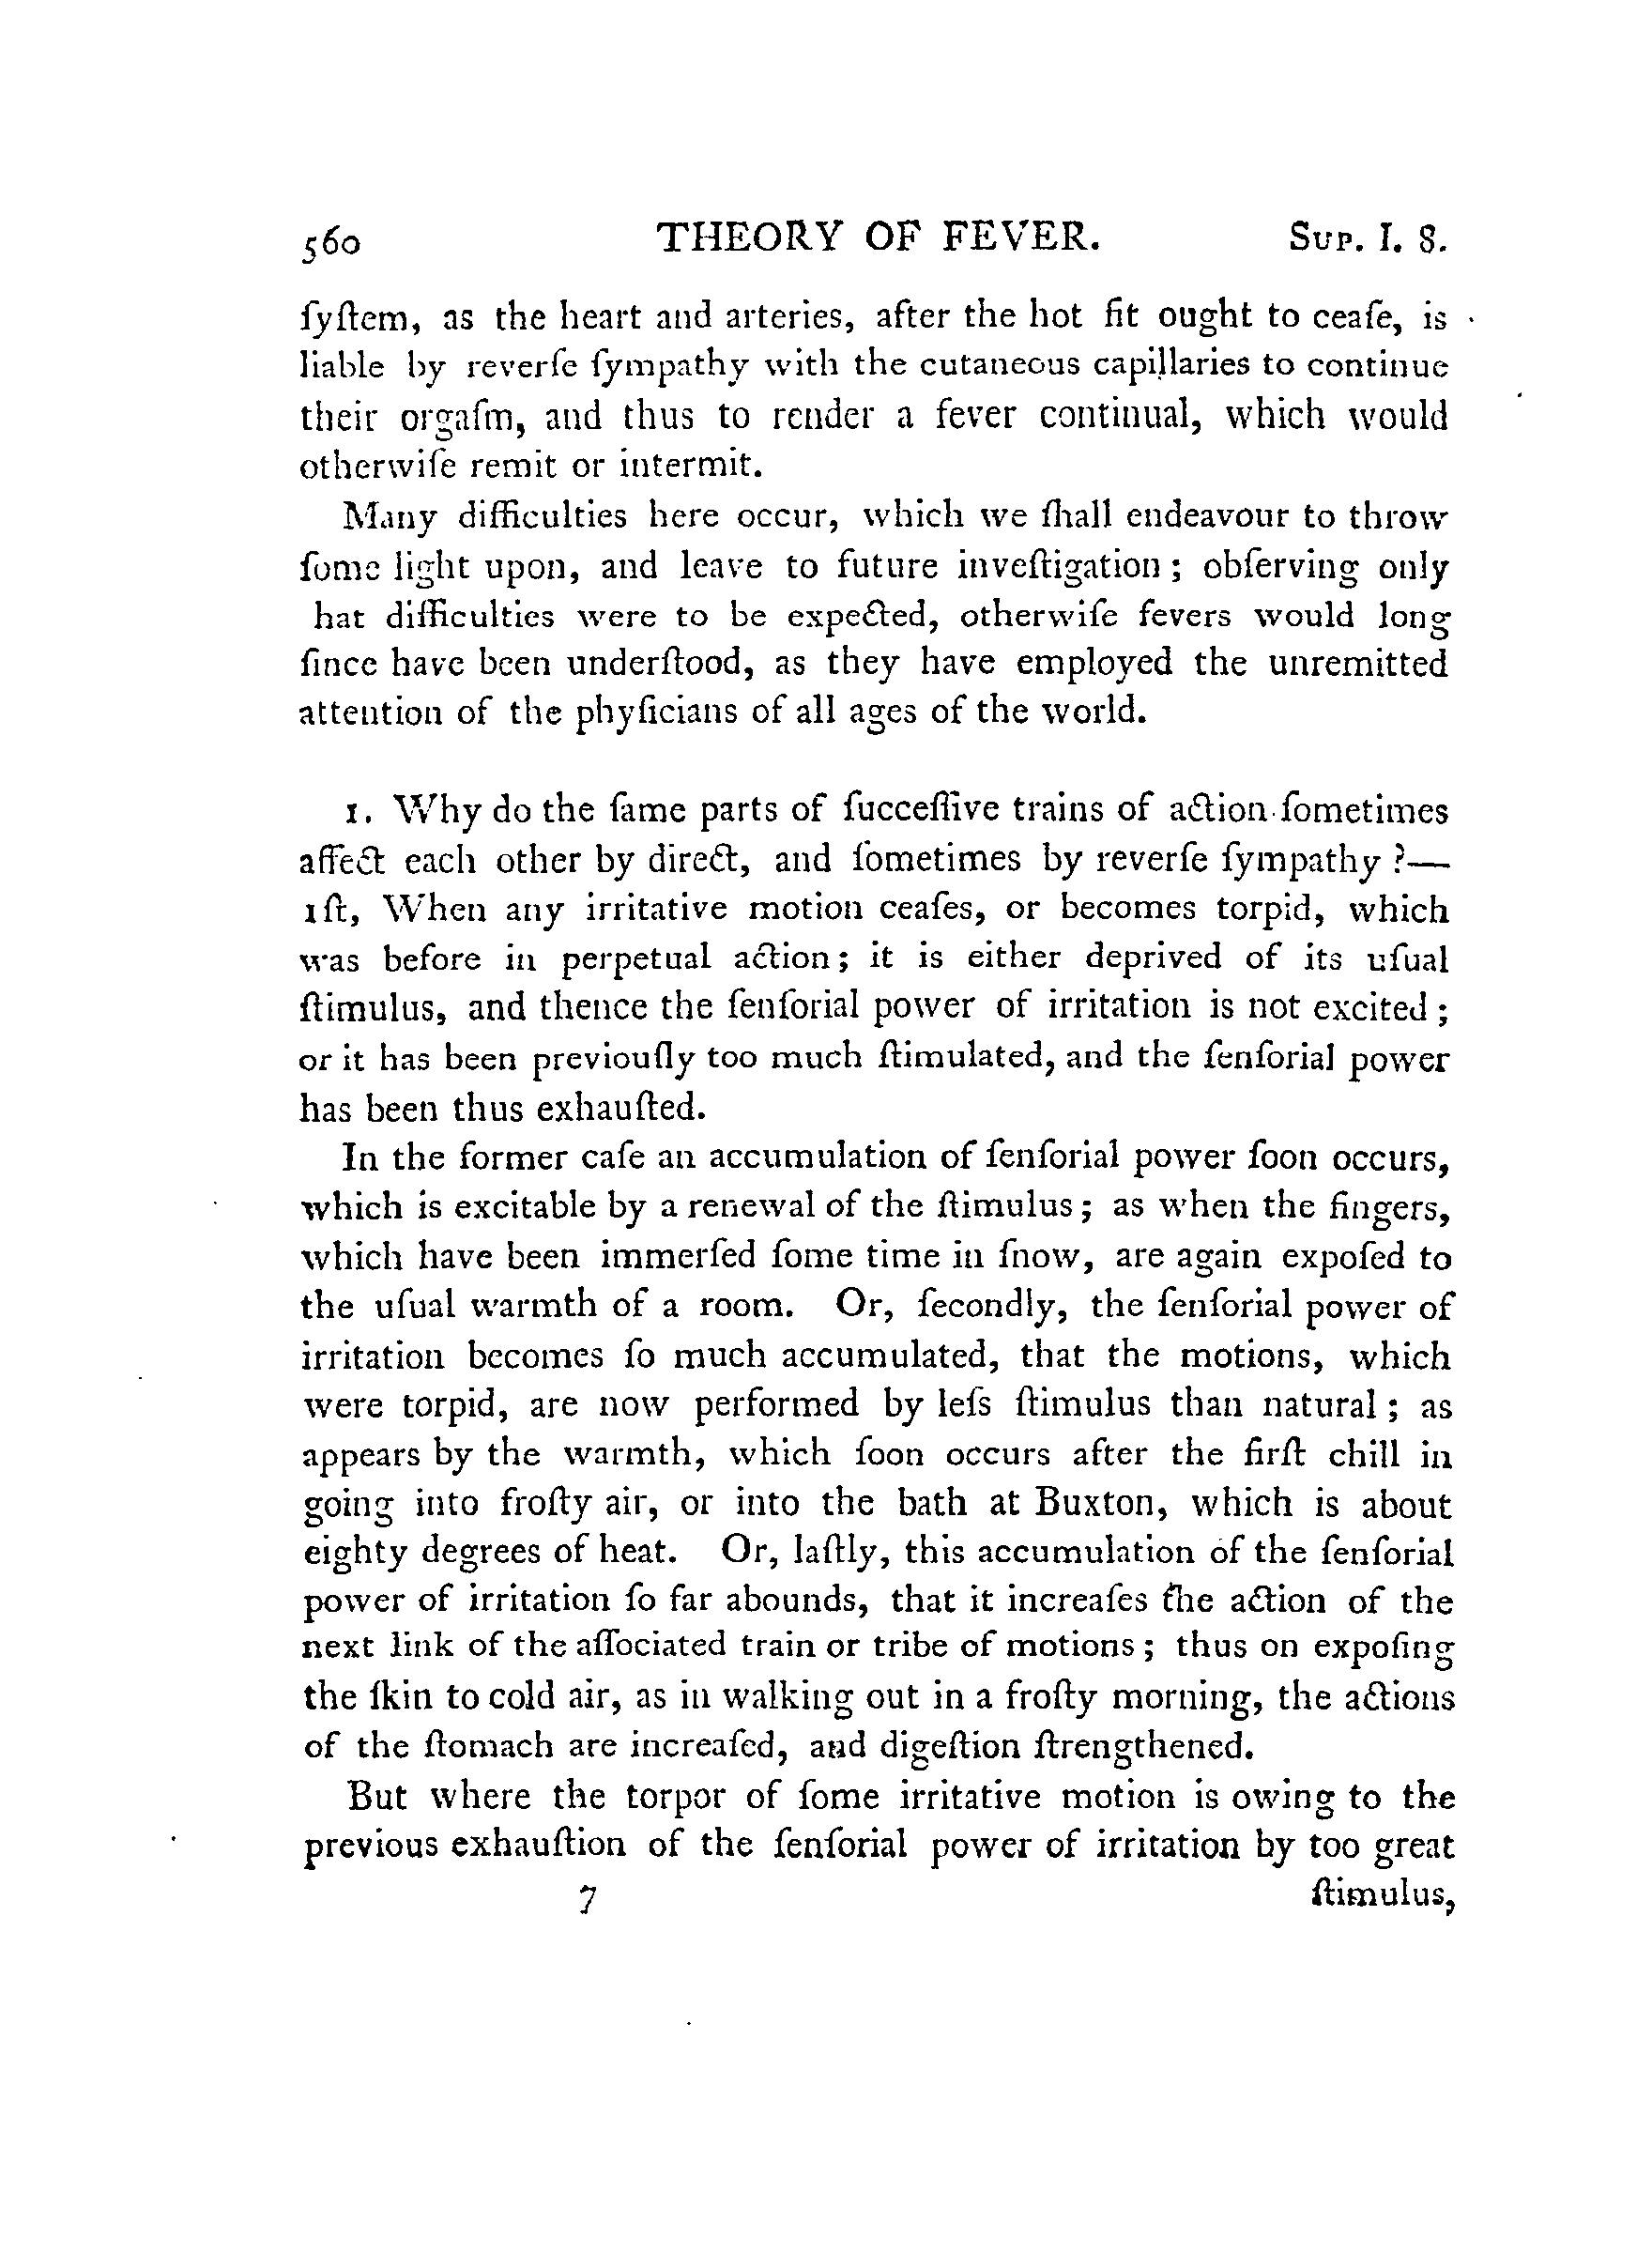 560 THEORY OF FEVER. SUP. I. 8.
ſyſtem, as the heart and arteries, after the hot fit ought to ceaſe, is
liable by reverſe ſympathy with the cutaneous capillaries to continue
their orgaſm, and thus to render a fever continual, which would
otherwiſe remit or intermit.
Many difficulties here occur, which we ſhall endeavour to throw
ſome light upon, and leave to future inveſtigation; obſerving only
hat difficulties were to be expected, otherwiſe fevers would long
ſince have been underſtood, as they have employed the unremitted
attention of the phyſicians of all ages of the world.
1. Why do the ſame parts of ſucceſſive trains of action ſometimes
affect each other by direct, and ſometimes by reverſe ſympathy?—
1ſt, When any irritative motion ceaſes, or becomes torpid, which
was before in perpetual action; it is either deprived of its uſual
ſtimulus, and thence the ſenſorial power of irritation is not excited;
or it has been previouſly too much ſtimulated, and the ſenſorial power
has been thus exhauſted.
In the former caſe an accumulation of ſenſorial power ſoon occurs,
which is excitable by a renewal of the ſtimulus; as when the fingers,
which have been immerſed ſome time in ſnow, are again expoſed to
the uſual warmth of a room. Or, ſecondly, the ſenſorial power of
irritation becomes ſo much accumulated, that the motions, which
were torpid, are now performed by leſs ſtimulus than natural; as
appears by the warmth, which ſoon occurs after the firſt chill in
going into froſty air, or into the bath at Buxton, which is about
eighty degrees of heat. Or, laſtly, this accumulation of the ſenſorial
power of irritation ſo far abounds, that it increaſes the action of the
next link of the aſſociated train or tribe of motions; thus on expoſing
the ſkin to cold air, as in walking out in a froſty morning, the actions
of the ſtomach are increaſed, and digeſtion ſtrengthened.
But where the torpor of ſome irritative motion is owing to the
previous exhauſtion of the ſenſorial power of irritation by too great
7 ſtimulus,